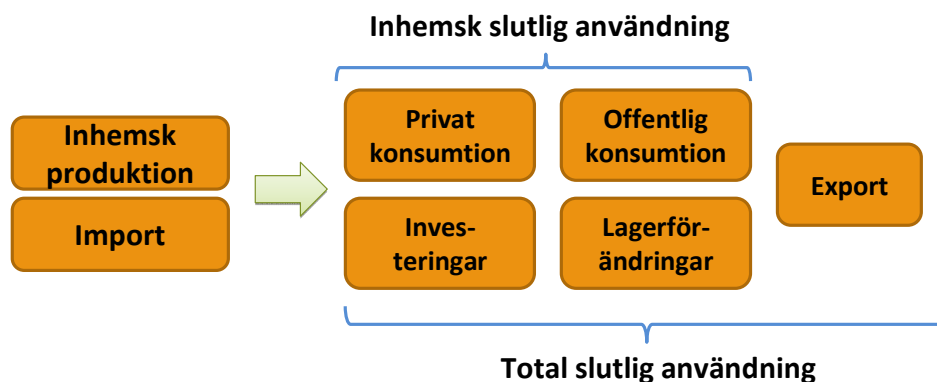 Inhemsk slutlig användning
Inhemsk
produktion
Import
Privat
konsumtion
Offentlig
konsumtion
Inves-
teringar
Lagerför-
ändringar
Export
Total slutlig användning